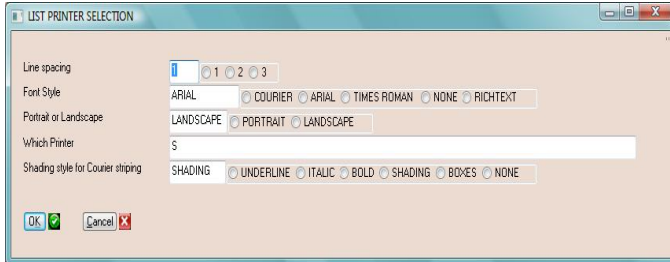 LIST PRINTER SELECTION
Line spacing 1 1 2 3
Font Style ARIAL COURIER ARIAL TIMES ROMAN NONE RICHTEXT
Portrait or Landscape LANDSCAPE PORTRAIT LANDSCAPE
Which Printer S
Shading style for Courier striping SHADING UNDERLINE ITALIC BOLD SHADING BOXES NONE
OK Cancel